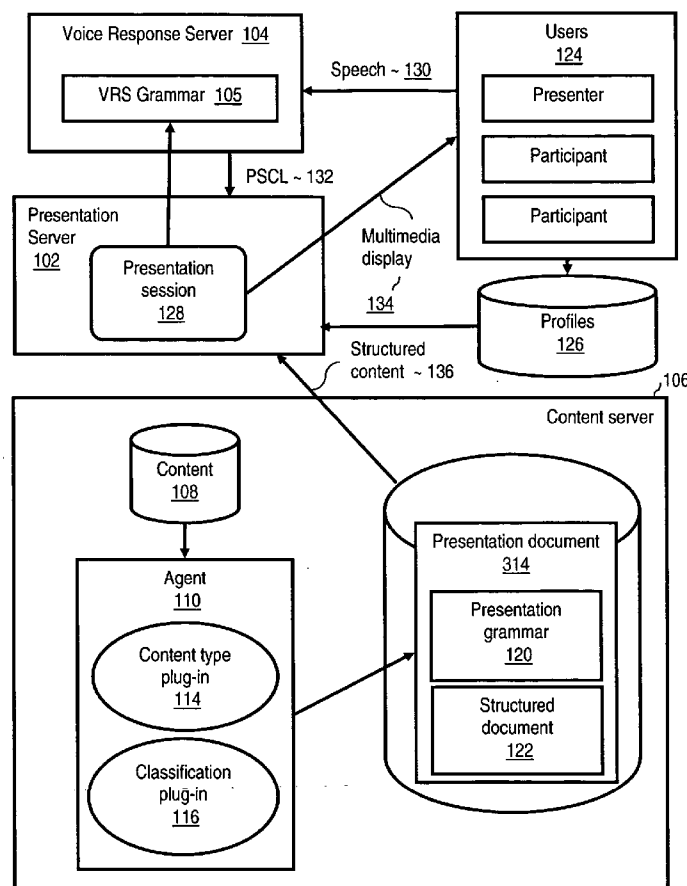 Voice Response Server 104
VRS Grammar 105
Speech ~ 130
Users
124
Presenter
Participant
Participant
PSCL ~ 132
Presentation
Server
102
Presentation
session
128
Multimedia
display
134
Profiles
126
Structured
content ~ 136
106
Content server
Content
108
Agent
110
Content type
plug-in
114
Classification
plug-in
116
Presentation document
314
Presentation
grammar
120
Structured
document
122